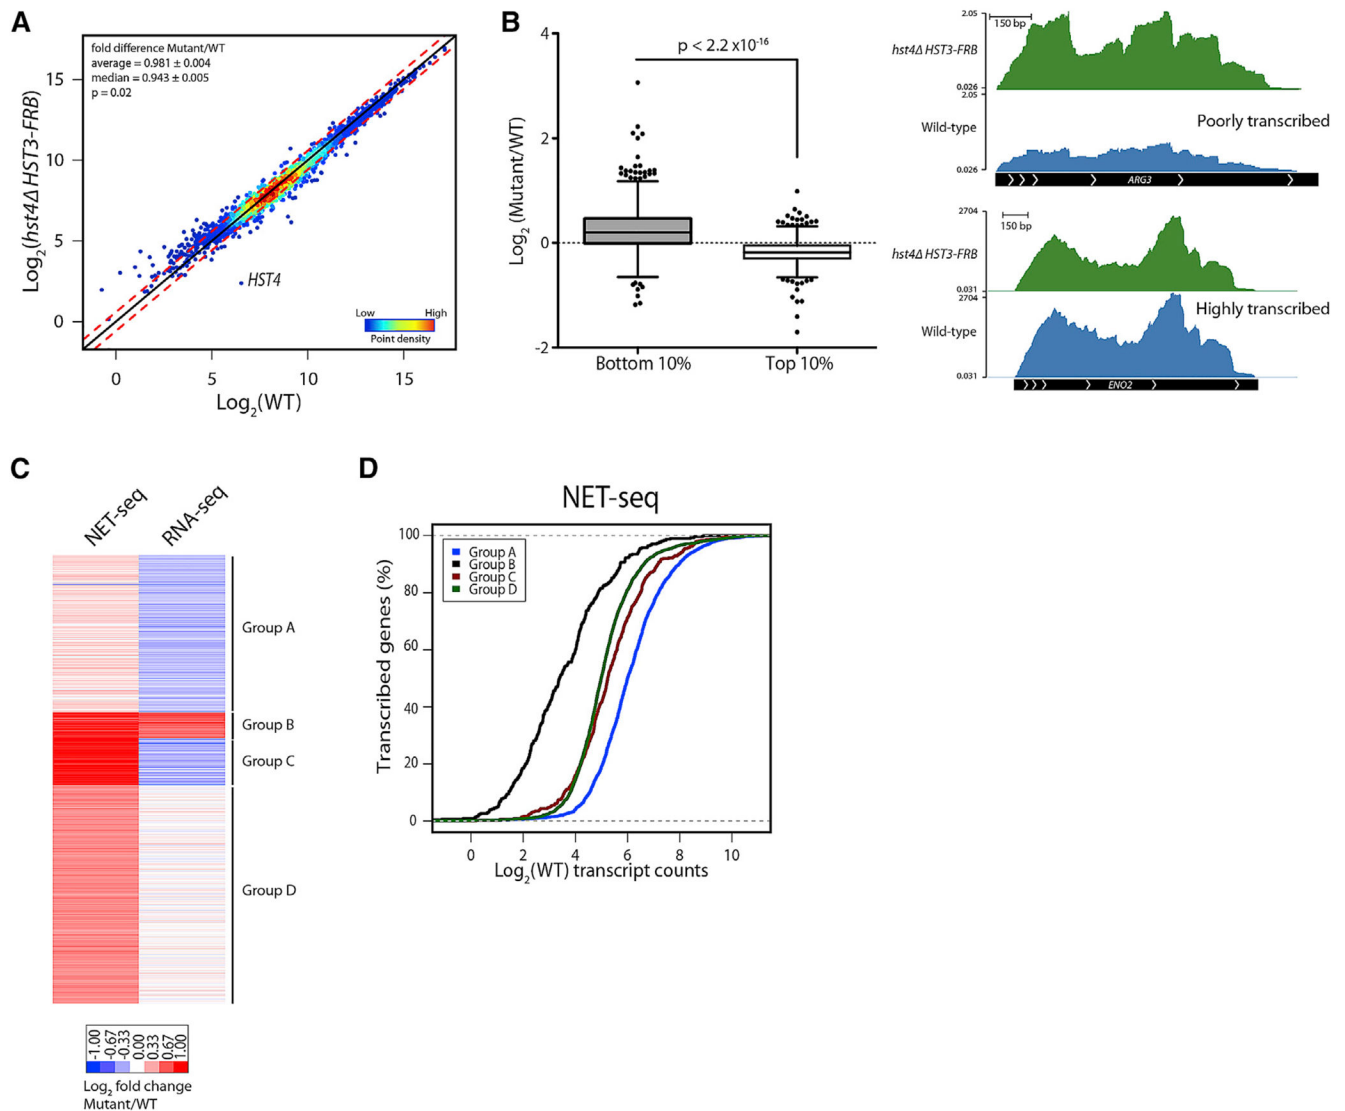 A
fold difference Mutant/WT
average = 0.981 ± 0.004
median = 0.943 ± 0.005
p = 0.02
Log2(hst4Δ HST3-FRB)
15
10
5
0
HST4
Low High
Point density
0 5 10 15
Log2(WT)
B
p < 2.2 x10-16
Log2 (Mutant/WT)
4
2
0
-2
Bottom 10% Top 10%
2.05
150 bp
hst4Δ HST3-FRB
0.026
2.05
Wild-type
Poorly transcribed
0.026
ARG3
2704
150 bp
hst4Δ HST3-FRB
0.031
2704
Wild-type
Highly transcribed
0.031
ENO2
C
NET-seq
RNA-seq
Group A
Group B
Group C
Group D
-1.00
-0.67
-0.33
0.00
0.33
0.67
1.00
Log2 fold change
Mutant/WT
D
NET-seq
Group A
Group B
Group C
Group D
Transcribed genes (%)
100
80
60
40
20
0
0 2 4 6 8 10
Log2(WT) transcript counts